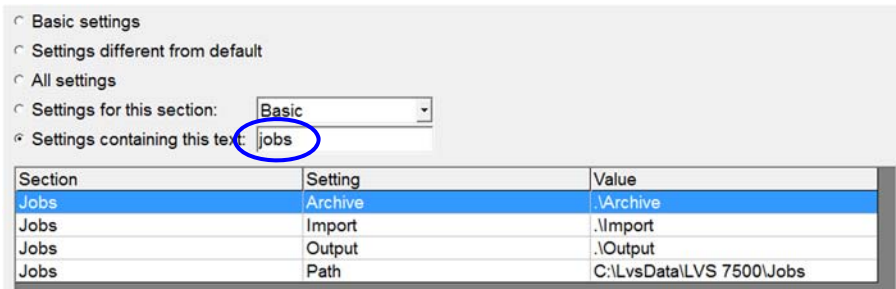 Basic settings
Settings different from default
All settings
Settings for this section: Basic
Settings containing this text: jobs
Section Setting Value
Jobs Archive .\Archive
Jobs Import .\Import
Jobs Output .\Output
Jobs Path C:\LvsData\LVS 7500\Jobs